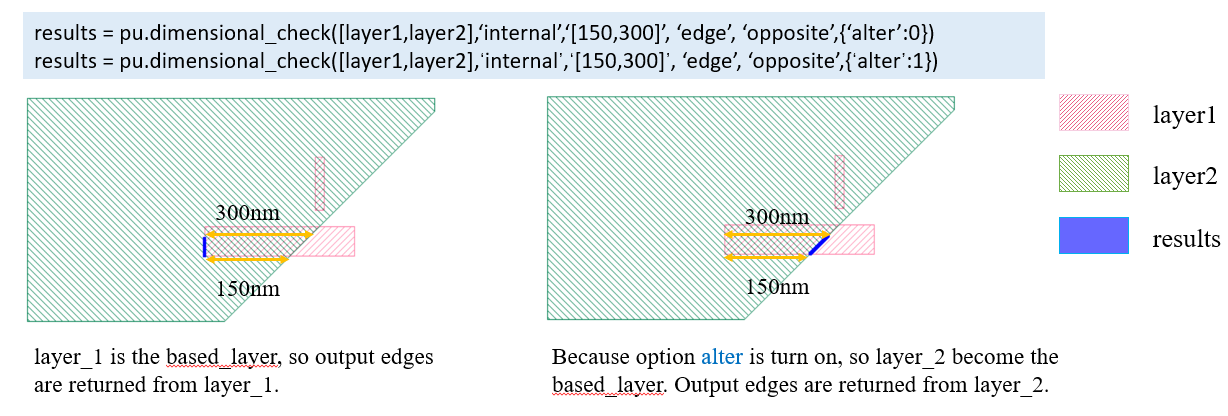 results = pu.dimensional_check([layer1,layer2],‘internal’,‘[150,300]’, ‘edge’, ‘opposite’,{‘alter’:0})
results = pu.dimensional_check([layer1,layer2],‘internal’,‘[150,300]’, ‘edge’, ‘opposite’,{‘alter’:1})
300nm
150nm
layer_1 is the based_layer, so output edges
are returned from layer_1.
300nm
150nm
Because option alter is turn on, so layer_2 become the
based_layer. Output edges are returned from layer_2.
layer1
layer2
results